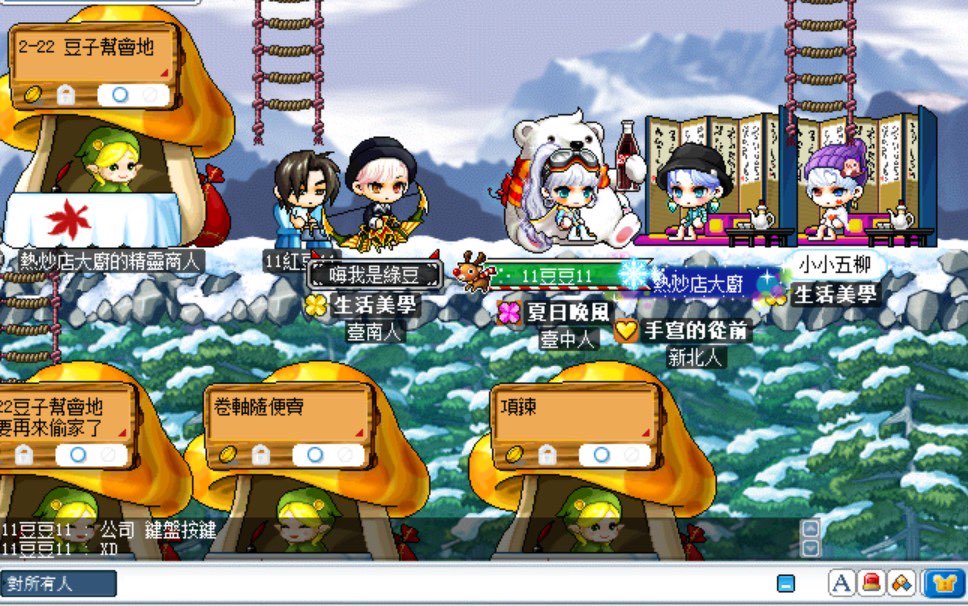 2-22 豆子幫會地
熱炒店大廚的精靈商人
11紅豆
嗨我是綠豆
生活美學
臺南人
11豆豆11
夏日晚風
臺中人
熱炒店大廚
手寫的從前
新北人
小小五柳
生活美學
22豆子幫會地
要再來偷家了
卷軸隨便賣
項鍊
11豆豆11 : 公司 鍵盤按鍵
11豆豆11 : XD
對所有人
A